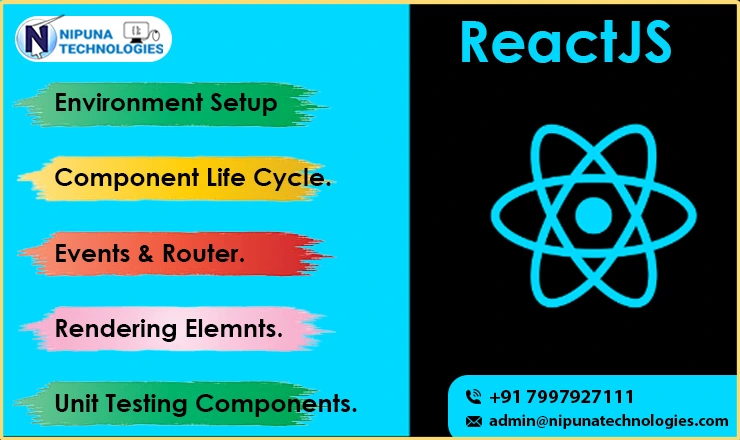 NIPUNA
TECHNOLOGIES
Environment Setup
Component Life Cycle.
Events & Router.
Rendering Elemnts.
Unit Testing Components.
ReactJS
+91 7997927111
admin@nipunatechnologies.com